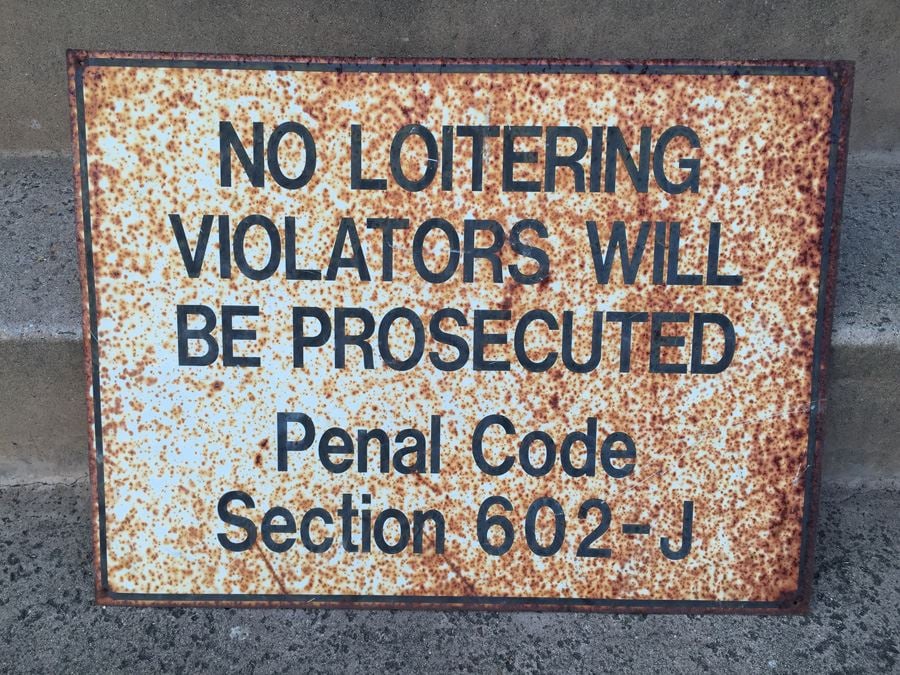 NO LOITERING
VIOLATORS WILL
BE PROSECUTED
Penal Code
Section 602-J